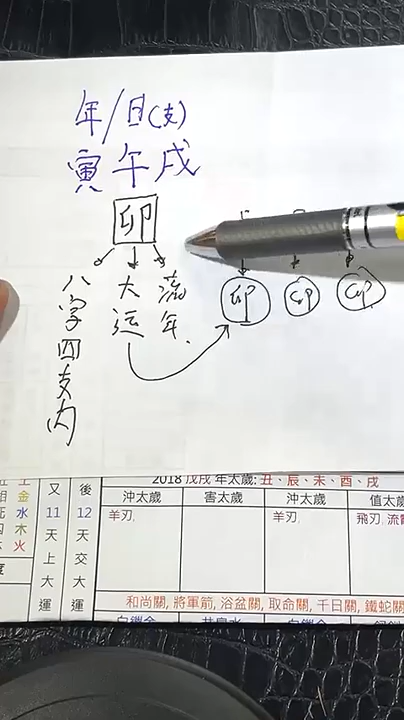 年/日(支)
寅午戌
卯
八字四支内
大运
流年
卯
卯
卯
2018 戊戌 年太歲: 丑、辰、未、酉、戌
沖太歲 害太歲 沖太歲 值太歲
羊刃 羊刃 飛刃
和尚關, 將軍箭, 浴盆關, 取命關, 千日關, 鐵蛇關
又11天上大運
後12天交大運
金水木火